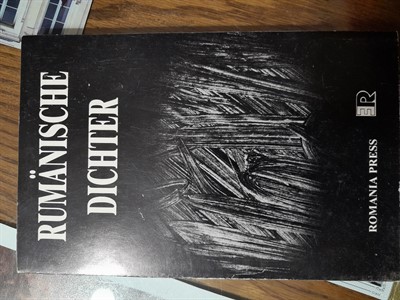 RUMÄNISCHE
DICHTER
ROMANIA PRESS